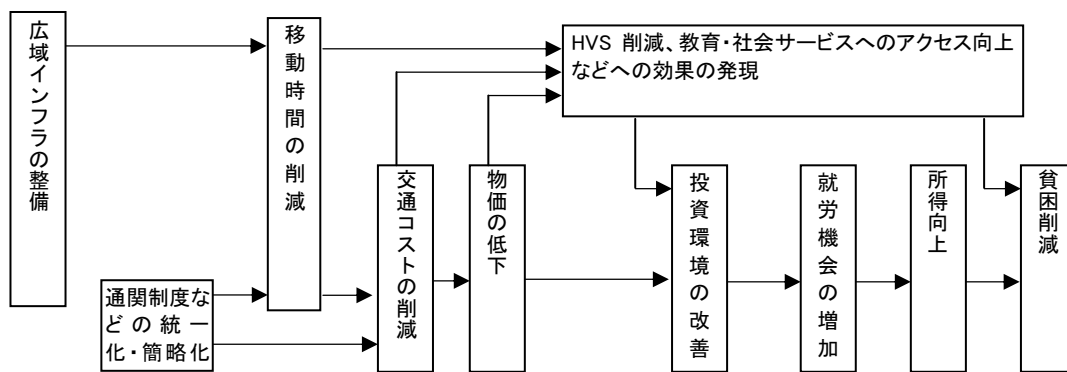 広域インフラの整備
移動時間の削減
HVS 削減、教育・社会サービスへのアクセス向上
などへの効果の発現
通関制度な
どの統一
化・簡略化
交通コストの削減
物価の低下
投資環境の改善
就労機会の増加
所得向上
貧困削減